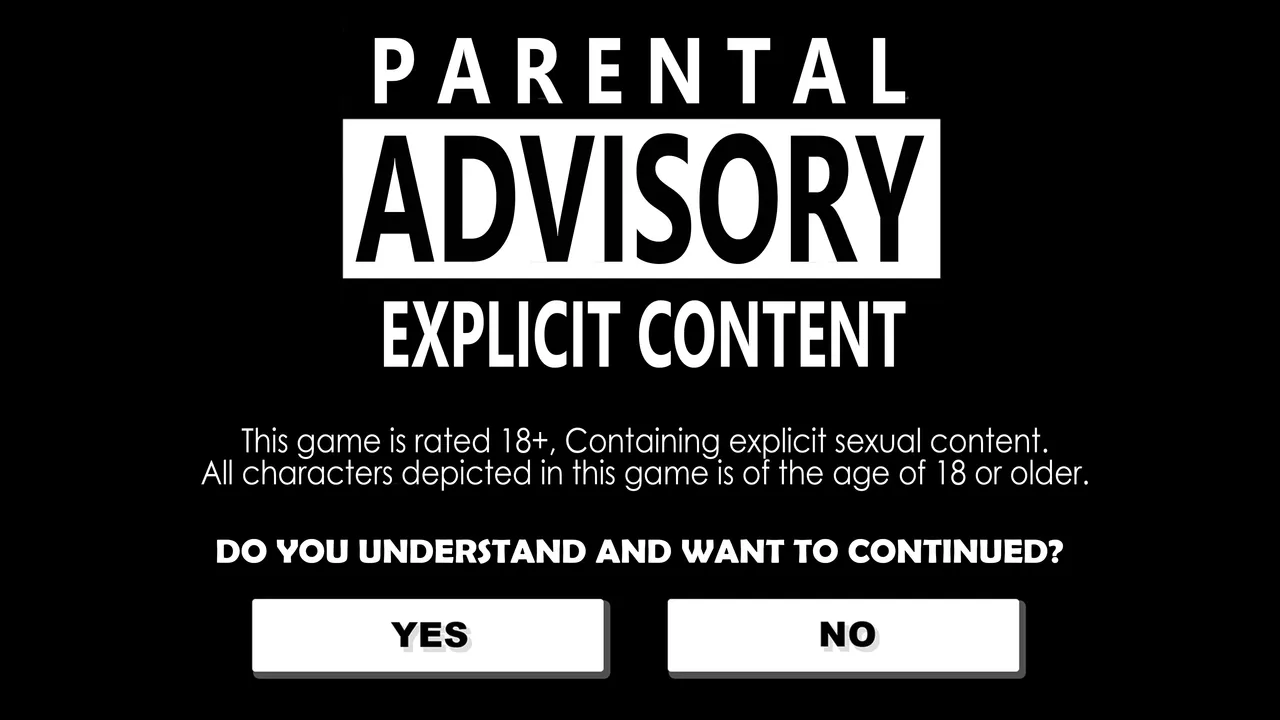 PARENTAL
ADVISORY
EXPLICIT CONTENT
This game is rated 18+, Containing explicit sexual content.
All characters depicted in this game is of the age of 18 or older.
DO YOU UNDERSTAND AND WANT TO CONTINUED?
YES
NO